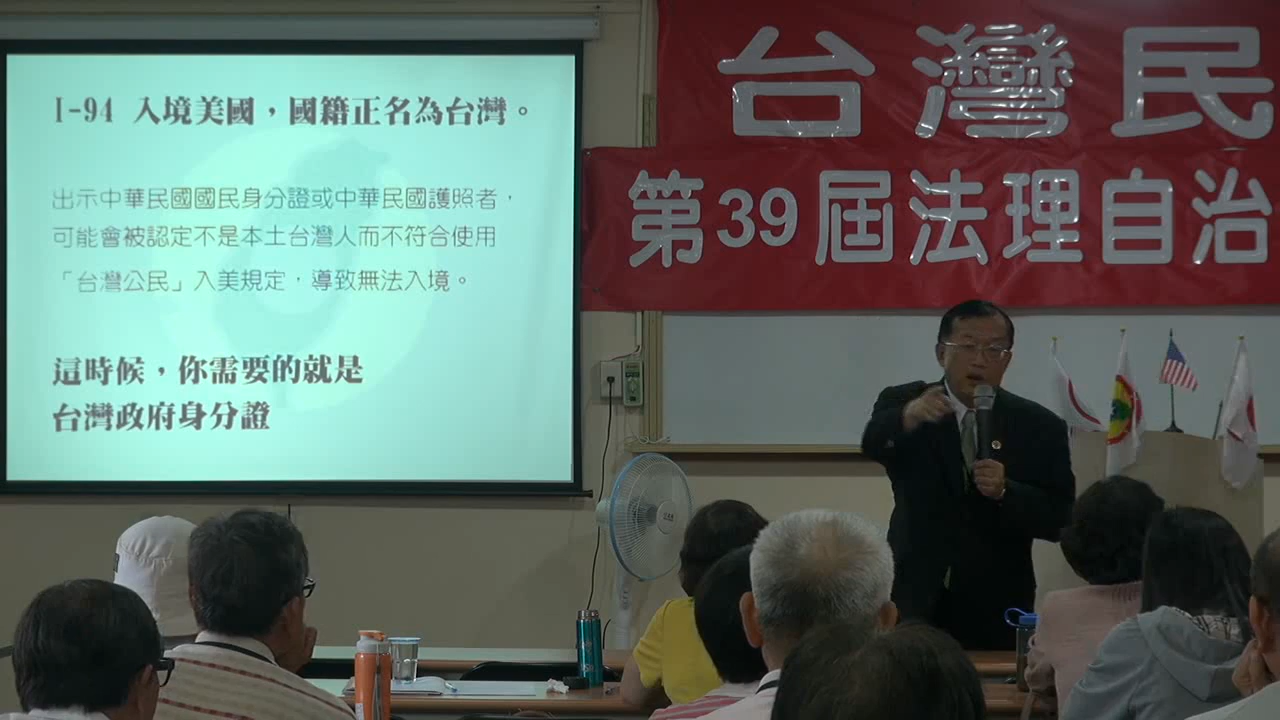 I-94 入境美國，國籍正名為台灣。
出示中華民國國民身分證或中華民國護照者，
可能會被認定不是本土台灣人而不符合使用
「台灣公民」入美規定，導致無法入境。
這時候，你需要的就是
台灣政府身分證
台灣民
第39屆法理自治